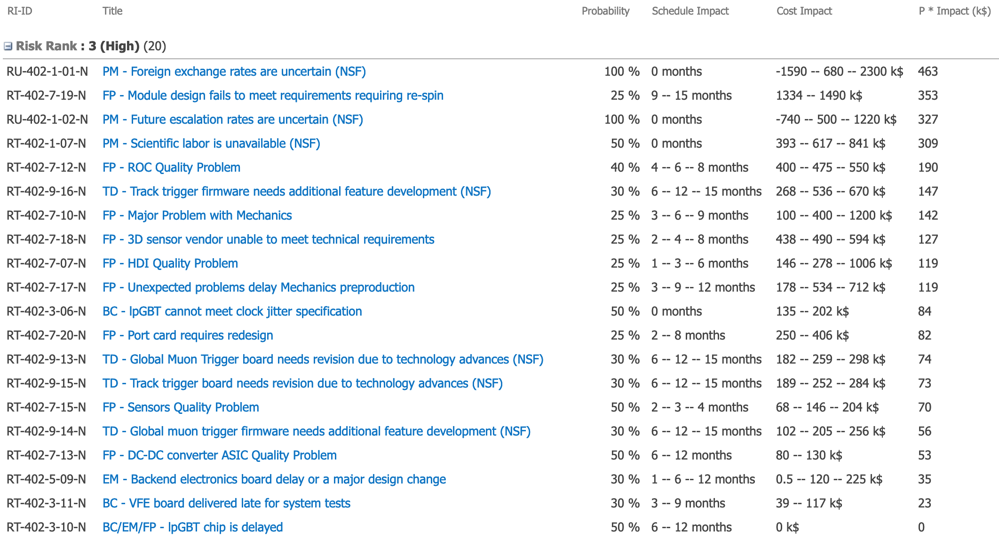 RI-ID Title Probability Schedule Impact Cost Impact P * Impact (k$)
Risk Rank : 3 (High) (20)
RU-402-1-01-N PM - Foreign exchange rates are uncertain (NSF) 100 % 0 months -1590 -- 680 -- 2300 k$ 463
RT-402-7-19-N FP - Module design fails to meet requirements requiring re-spin 25 % 9 -- 15 months 1334 -- 1490 k$ 353
RU-402-1-02-N PM - Future escalation rates are uncertain (NSF) 100 % 0 months -740 -- 500 -- 1220 k$ 327
RT-402-1-07-N PM - Scientific labor is unavailable (NSF) 50 % 0 months 393 -- 617 -- 841 k$ 309
RT-402-7-12-N FP - ROC Quality Problem 40 % 4 -- 6 -- 8 months 400 -- 475 -- 550 k$ 190
RT-402-9-16-N TD - Track trigger firmware needs additional feature development (NSF) 30 % 6 -- 12 -- 15 months 268 -- 536 -- 670 k$ 147
RT-402-7-10-N FP - Major Problem with Mechanics 25 % 3 -- 6 -- 9 months 100 -- 400 -- 1200 k$ 142
RT-402-7-18-N FP - 3D sensor vendor unable to meet technical requirements 25 % 2 -- 4 -- 8 months 438 -- 490 -- 594 k$ 127
RT-402-7-07-N FP - HDI Quality Problem 25 % 1 -- 3 -- 6 months 146 -- 278 -- 1006 k$ 119
RT-402-7-17-N FP - Unexpected problems delay Mechanics preproduction 25 % 3 -- 9 -- 12 months 178 -- 534 -- 712 k$ 119
RT-402-3-06-N BC - lpGBT cannot meet clock jitter specification 50 % 0 months 135 -- 202 k$ 84
RT-402-7-20-N FP - Port card requires redesign 25 % 2 -- 8 months 250 -- 406 k$ 82
RT-402-9-13-N TD - Global Muon Trigger board needs revision due to technology advances (NSF) 30 % 6 -- 12 -- 15 months 182 -- 259 -- 298 k$ 74
RT-402-9-15-N TD - Track trigger board needs revision due to technology advances (NSF) 30 % 6 -- 12 -- 15 months 189 -- 252 -- 284 k$ 73
RT-402-7-15-N FP - Sensors Quality Problem 50 % 2 -- 3 -- 4 months 68 -- 146 -- 204 k$ 70
RT-402-9-14-N TD - Global muon trigger firmware needs additional feature development (NSF) 30 % 6 -- 12 -- 15 months 102 -- 205 -- 256 k$ 56
RT-402-7-13-N FP - DC-DC converter ASIC Quality Problem 50 % 6 -- 12 months 80 -- 130 k$ 53
RT-402-5-09-N EM - Backend electronics board delay or a major design change 30 % 1 -- 6 -- 12 months 0.5 -- 120 -- 225 k$ 35
RT-402-3-11-N BC - VFE board delivered late for system tests 30 % 3 -- 9 months 39 -- 117 k$ 23
RT-402-3-10-N BC/EM/FP - lpGBT chip is delayed 50 % 6 -- 12 months 0 k$ 0